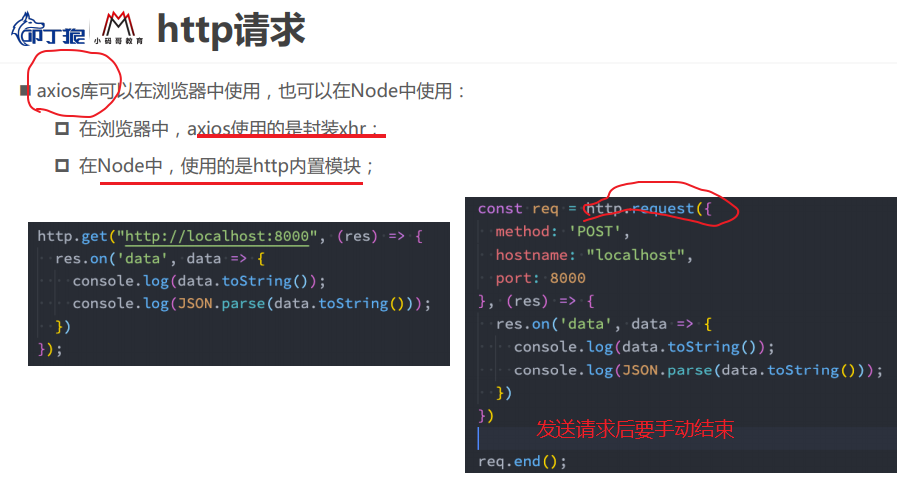 叩丁狼
小码哥教育
http请求
axios库可以在浏览器中使用，也可以在Node中使用：
在浏览器中，axios使用的是封装xhr；
在Node中，使用的是http内置模块；
http.get("http://localhost:8000", (res) => {
  res.on('data', data => {
    console.log(data.toString());
    console.log(JSON.parse(data.toString()));
  })
});
const req = http.request({
  method: 'POST',
  hostname: "localhost",
  port: 8000
}, (res) => {
  res.on('data', data => {
    console.log(data.toString());
    console.log(JSON.parse(data.toString()));
  })
})
发送请求后要手动结束
req.end();